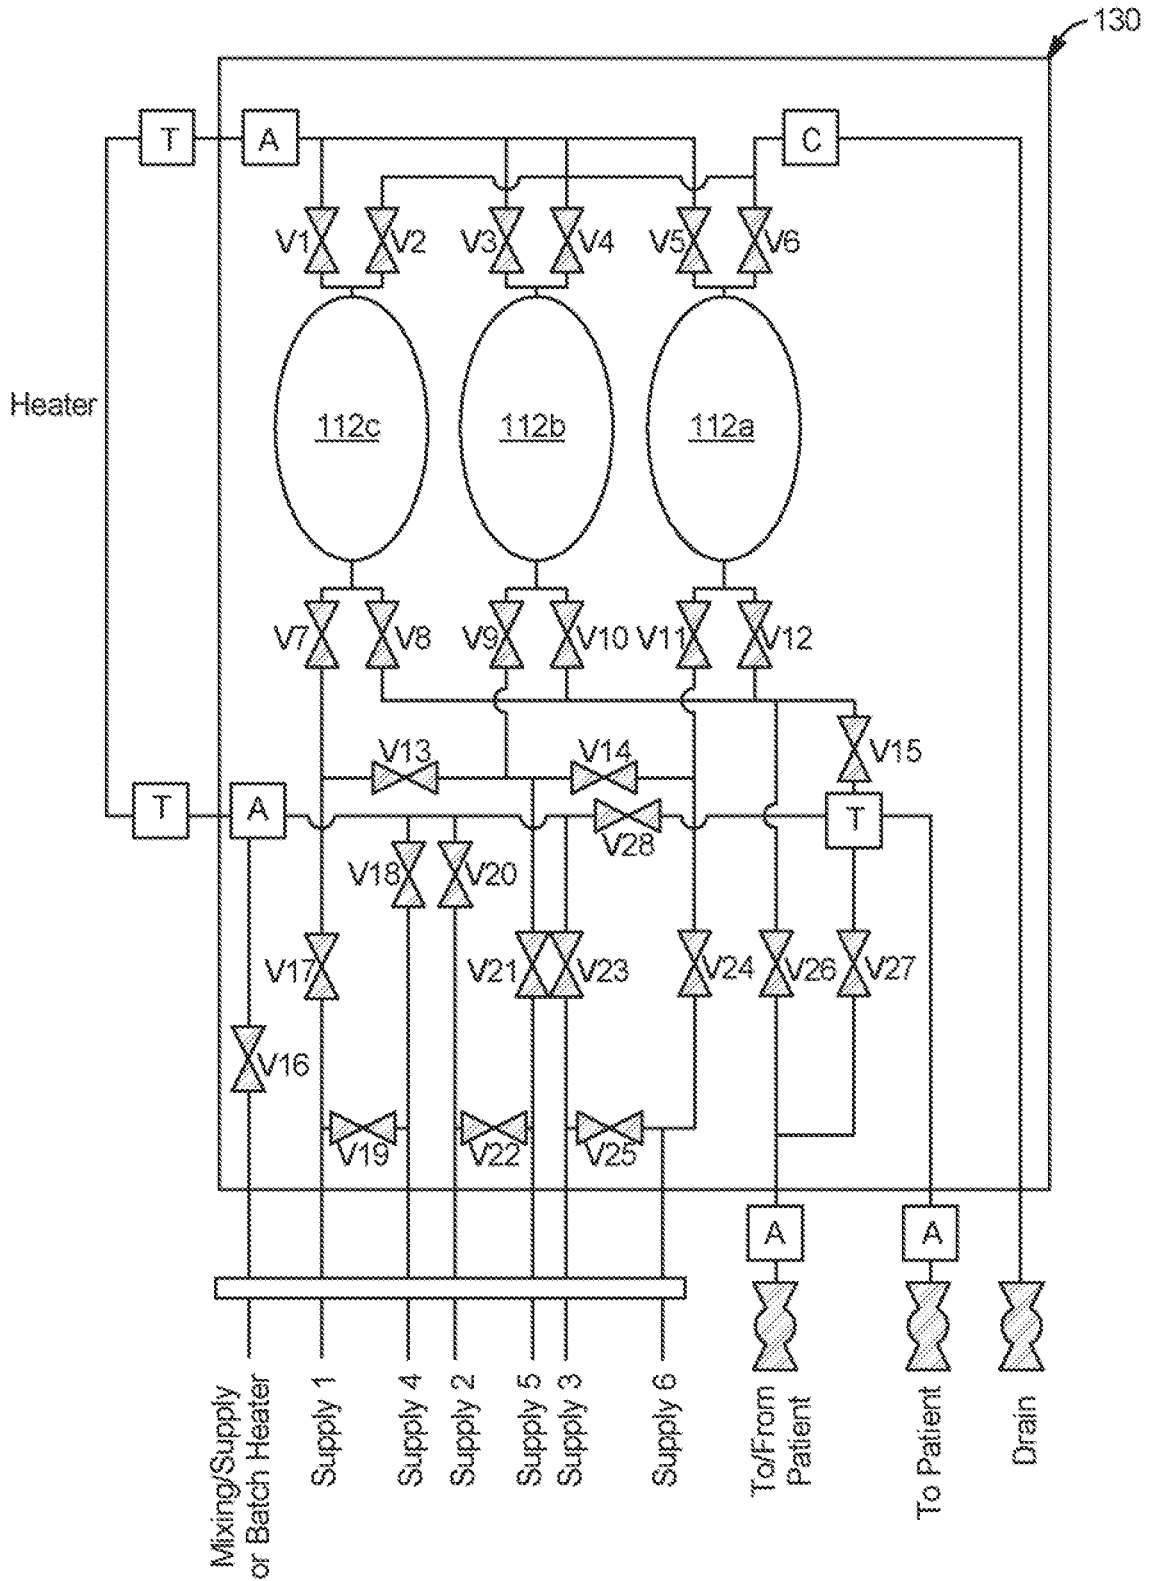 130
T
A
C
V1
V2
V3
V4
V5
V6
Heater
112c
112b
112a
V7
V8
V9
V10
V11
V12
V13
V14
V15
T
A
T
V28
V18
V20
V17
V21
V23
V24
V26
V27
V16
V19
V22
V25
A
A
Mixing/Supply
or Batch Heater
Supply 1
Supply 4
Supply 2
Supply 5
Supply 3
Supply 6
To/From
Patient
To Patient
Drain